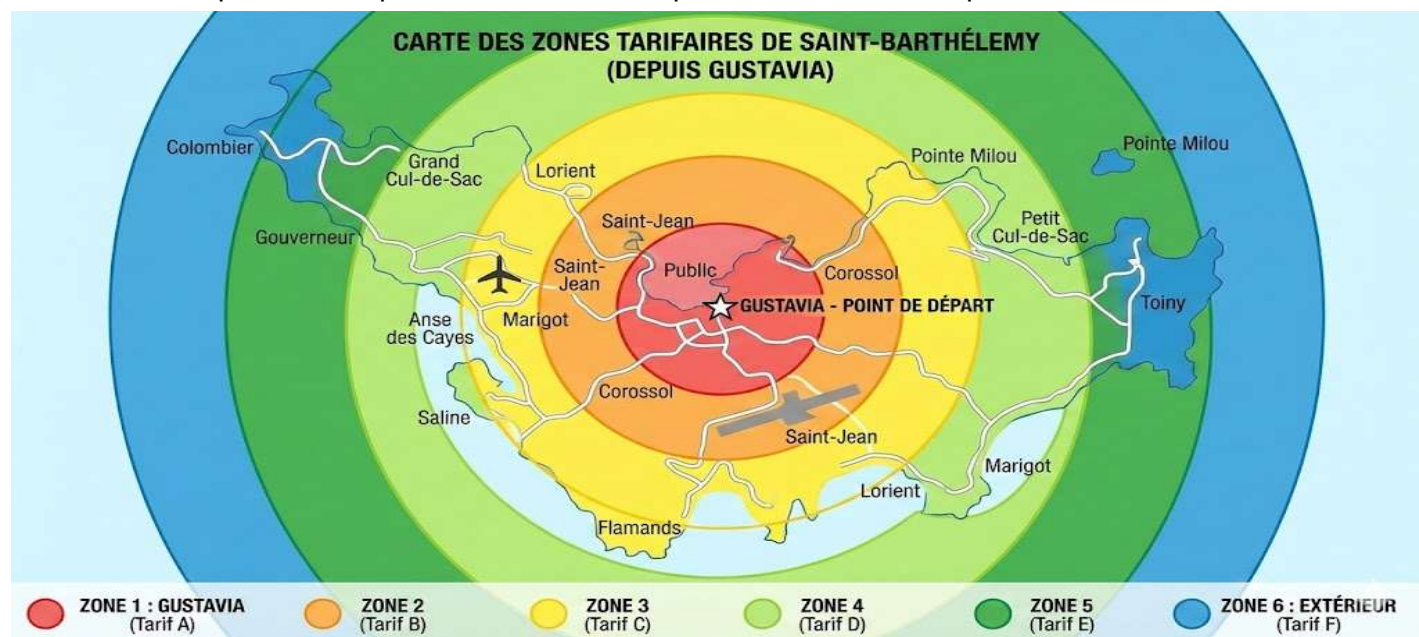 CARTE DES ZONES TARIFAIRES DE SAINT-BARTHÉLEMY
(DEPUIS GUSTAVIA)
Colombier
Grand
Cul-de-Sac
Lorient
Pointe Milou
Pointe Milou
Gouverneur
Saint-Jean
Petit
Cul-de-Sac
Saint-
Jean
Publlc
Corossol
GUSTAVIA - POINT DE DÉPART
Toiny
Anse
des Cayes
Marigot
Corossol
Saline
Saint-Jean
Marigot
Lorient
Flamands
ZONE 1 : GUSTAVIA
(Tarif A)
ZONE 2
(Tarif B)
ZONE 3
(Tarif C)
ZONE 4
(Tarif D)
ZONE 5
(Tarif E)
ZONE 6 : EXTÉRIEUR
(Tarif F)